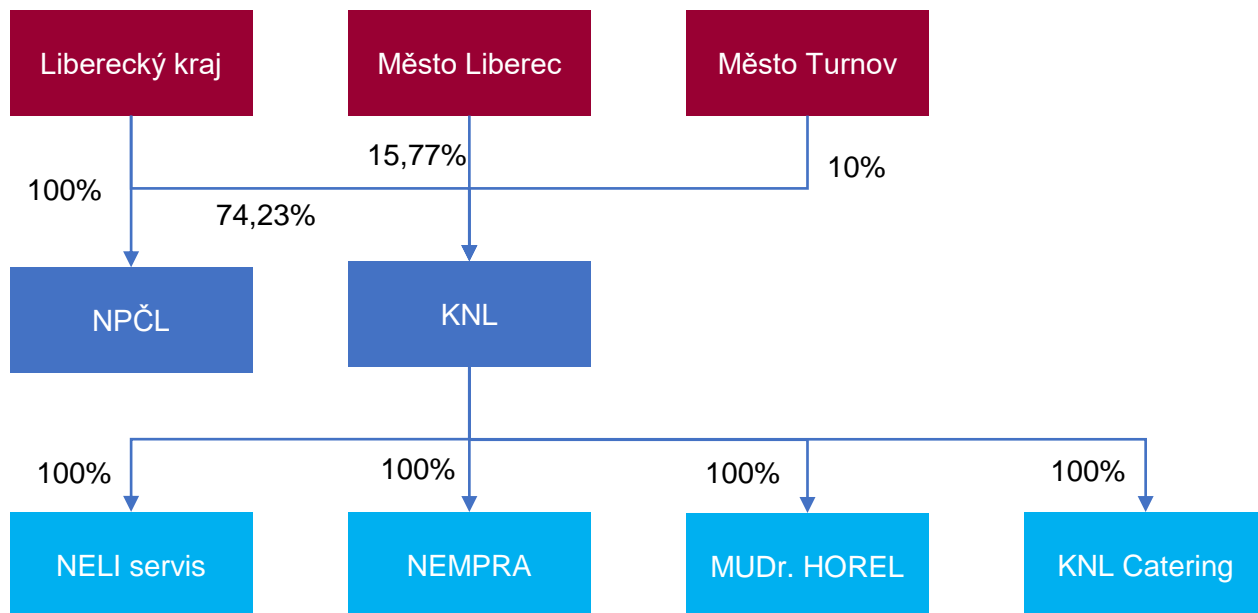 Liberecký kraj
Město Liberec
Město Turnov
15,77%
10%
100%
74,23%
NPČL
KNL
100%
100%
100%
100%
NELI servis
NEMPRA
MUDr. HOREL
KNL Catering